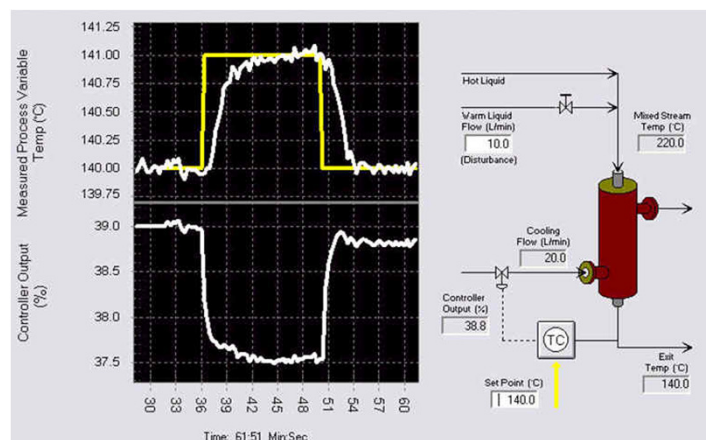 Measured Process Variable
Temp (°C)
141.25
141.00
140.75
140.50
140.25
140.00
139.75
Controller Output
(%)
39.0
38.5
38.0
37.5
30 33 36 39 42 45 48 51 54 57 60
Time: 61:51 Min:Sec
Hot Liquid
Warm Liquid
Flow (L/min)
10.0
(Disturbance)
Mixed Stream
Temp (°C)
220.0
Cooling
Flow (L/min)
20.0
Controller
Output (%)
38.8
TC
Set Point (°C)
140.0
Exit
Temp (°C)
140.0